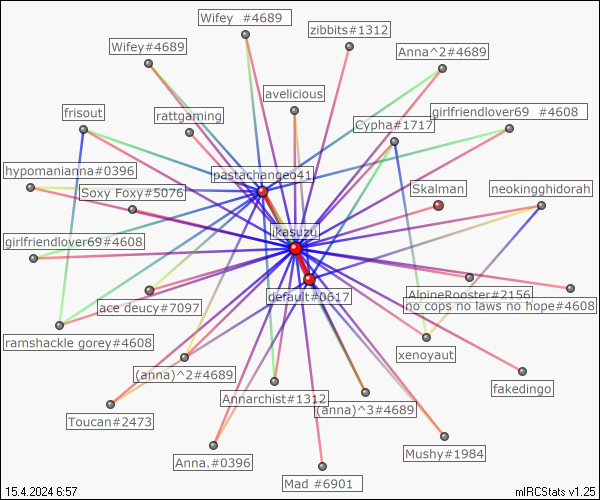 Wifey  #4689
zibbits#1312
Wifey#4689
Anna^2#4689
avelicious
frisout
rattgaming
Cypha#1717
girlfriendlover69  #4608
hypomanianna#0396
pastachangeo41
Soxy Foxy#5076
Skalman
neokingghidorah
ikasuzu
girlfriendlover69#4608
default#0617
AlpineRooster#2156
ace deucy#7097
no cops no laws no hope#4608
ramshackle gorey#4608
xenoyaut
(anna)^2#4689
fakedingo
Annarchist#1312
(anna)^3#4689
Toucan#2473
Mushy#1984
Anna.#0396
Mad #6901
15.4.2024 6:57
mIRCStats v1.25